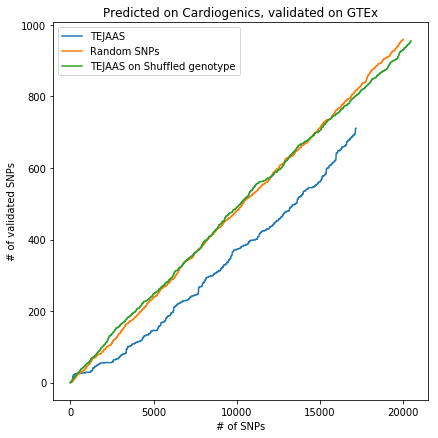 Predicted on Cardiogenics, validated on GTEx
TEJAAS
Random SNPs
TEJAAS on Shuffled genotype
# of validated SNPs
1000
800
600
400
200
0
0
5000
10000
15000
20000
# of SNPs